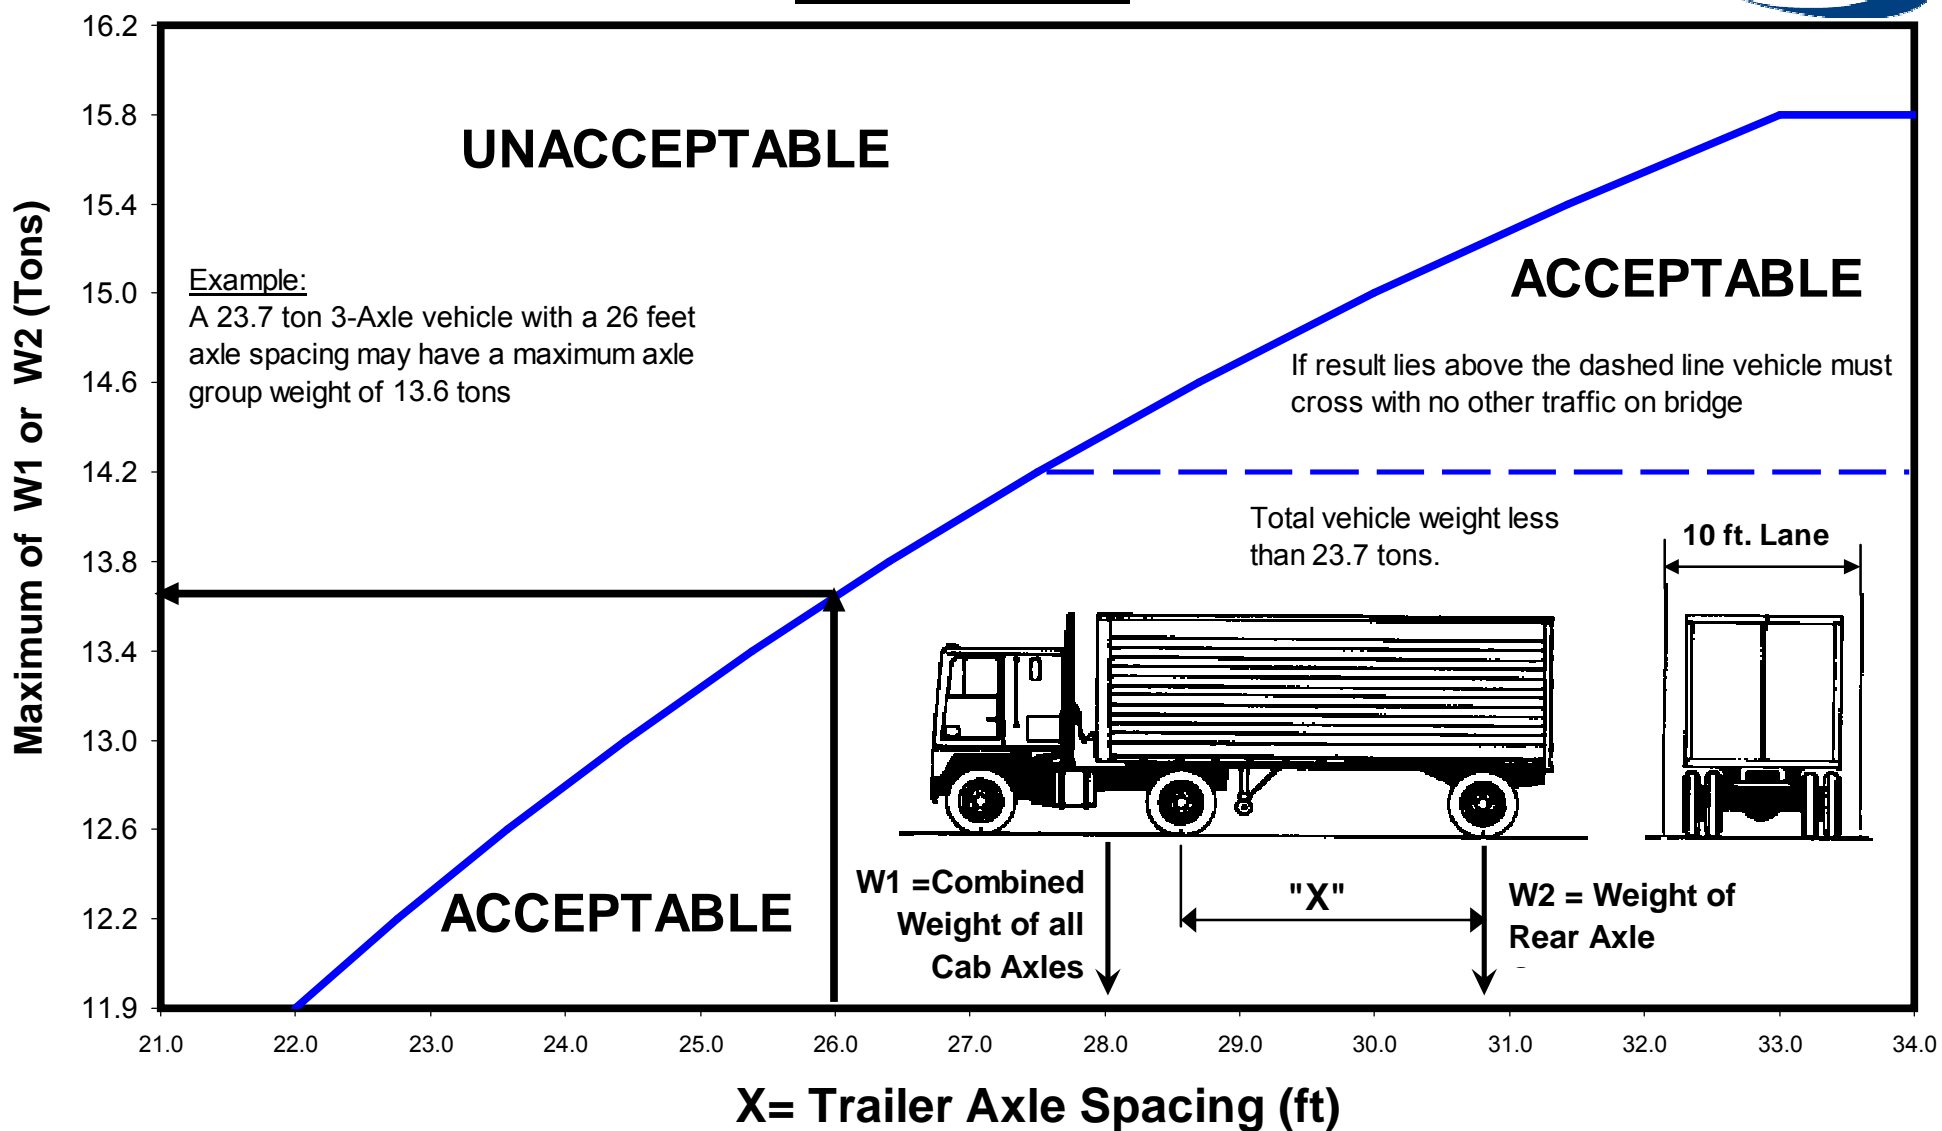 16.2
15.8
15.4
15.0
14.6
14.2
13.8
13.4
13.0
12.6
12.2
11.9
Maximum of W1 or W2 (Tons)
UNACCEPTABLE
Example:
A 23.7 ton 3-Axle vehicle with a 26 feet
axle spacing may have a maximum axle
group weight of 13.6 tons
ACCEPTABLE
If result lies above the dashed line vehicle must
cross with no other traffic on bridge
Total vehicle weight less
than 23.7 tons.
10 ft. Lane
ACCEPTABLE
W1 =Combined
Weight of all
Cab Axles
"X"
W2 = Weight of
Rear Axle
21.0 22.0 23.0 24.0 25.0 26.0 27.0 28.0 29.0 30.0 31.0 32.0 33.0 34.0
X= Trailer Axle Spacing (ft)